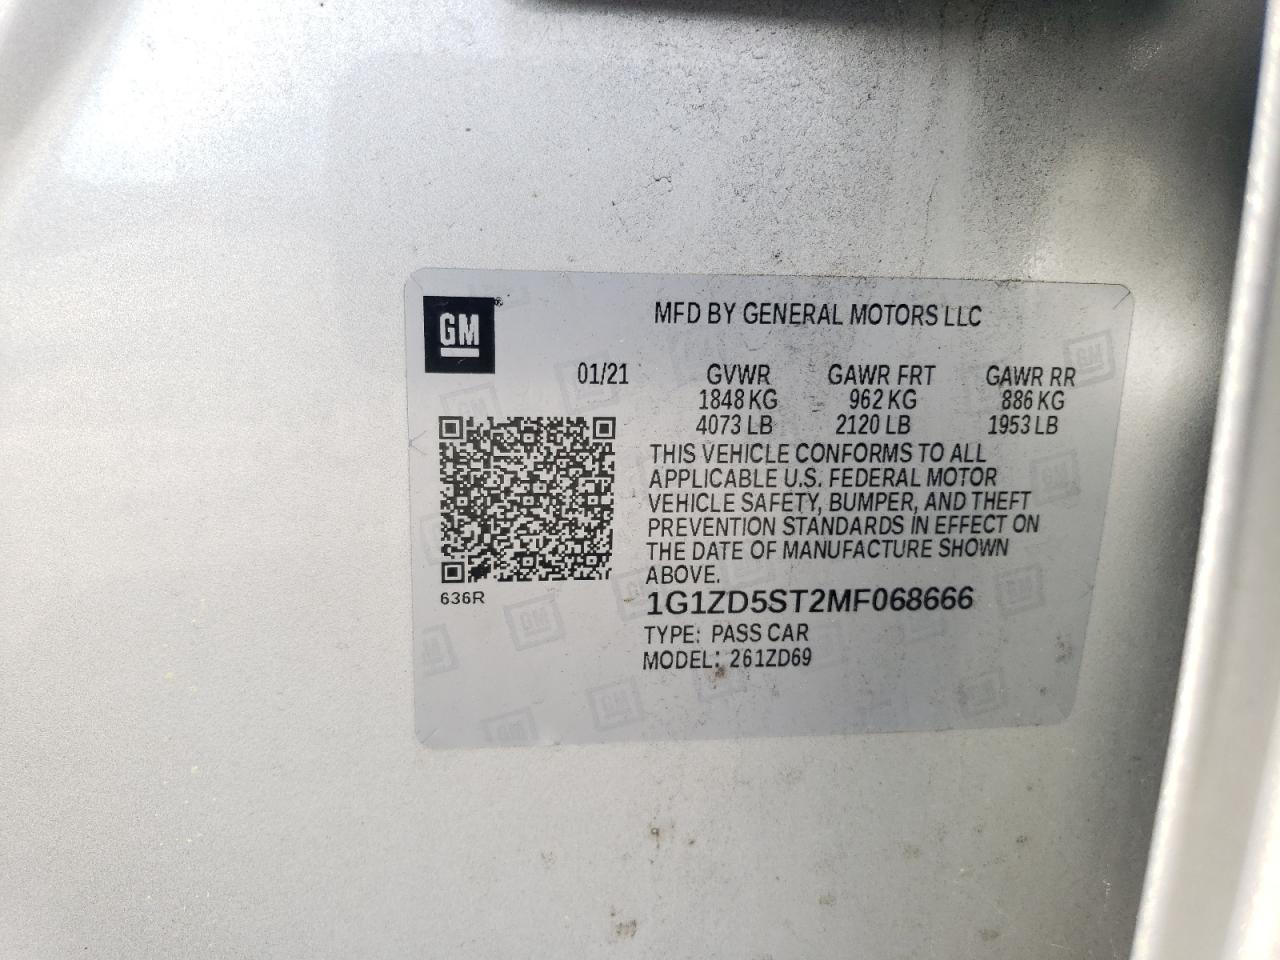 GM®
MFD BY GENERAL MOTORS LLC
01/21 GVWR GAWR FRT GAWR RR
1848 KG 962 KG 886 KG
4073 LB 2120 LB 1953 LB
THIS VEHICLE CONFORMS TO ALL
APPLICABLE U.S. FEDERAL MOTOR
VEHICLE SAFETY, BUMPER, AND THEFT
PREVENTION STANDARDS IN EFFECT ON
THE DATE OF MANUFACTURE SHOWN
ABOVE.
636R
1G1ZD5ST2MF068666
TYPE: PASS CAR
MODEL: 261ZD69